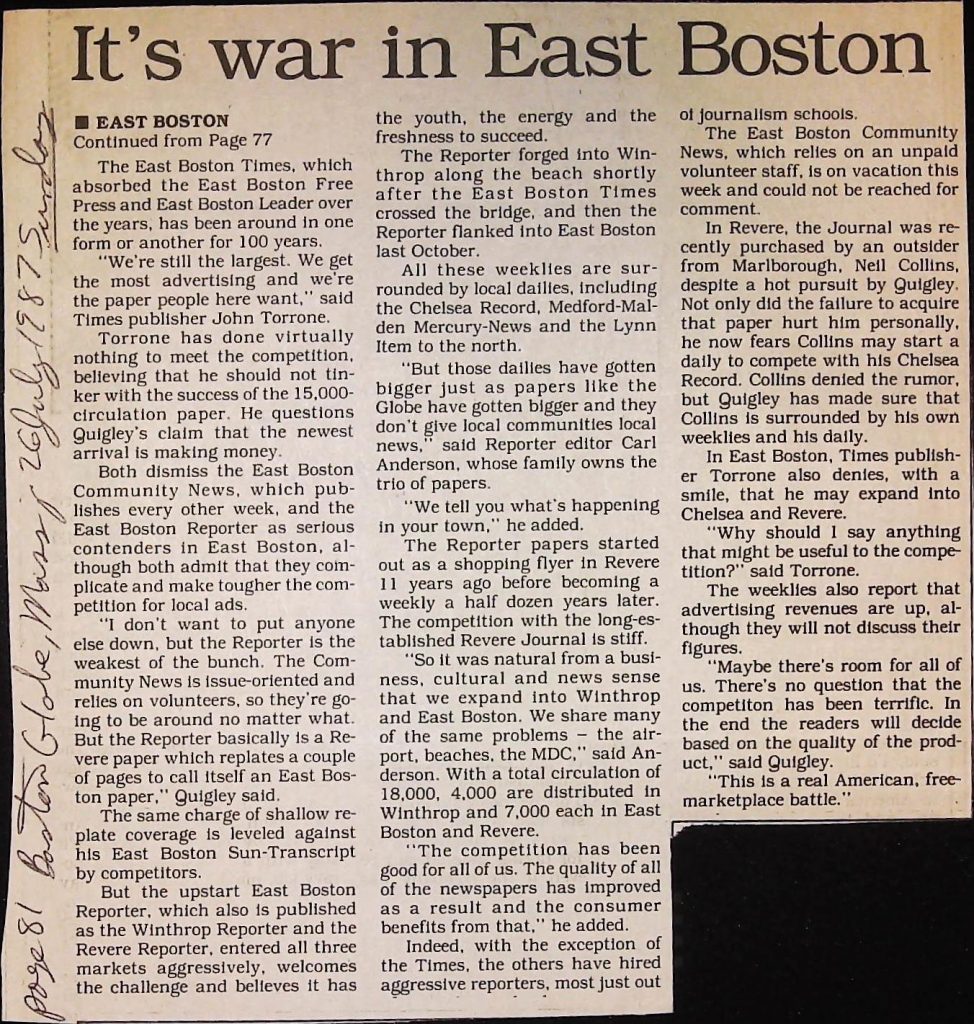 It's war in East Boston
■ EAST BOSTON
Continued from Page 77
The East Boston Times, which
absorbed the East Boston Free
Press and East Boston Leader over
the years, has been around in one
form or another for 100 years.
"We're still the largest. We get
the most advertising and we're
the paper people here want," said
Times publisher John Torrone.
Torrone has done virtually
nothing to meet the competition,
believing that he should not tin-
ker with the success of the 15,000-
circulation paper. He questions
Quigley's claim that the newest
arrival is making money.
Both dismiss the East Boston
Community News, which pub-
lishes every other week, and the
East Boston Reporter as serious
contenders in East Boston, al-
though both admit that they com-
plicate and make tougher the com-
petition for local ads.
"I don't want to put anyone
else down, but the Reporter is the
weakest of the bunch. The Com-
munity News is issue-oriented and
relies on volunteers, so they're go-
ing to be around no matter what.
But the Reporter basically is a Re-
vere paper which replates a couple
of pages to call itself an East Bos-
ton paper," Quigley said.
The same charge of shallow re-
plate coverage is leveled against
his East Boston Sun-Transcript
by competitors.
But the upstart East Boston
Reporter, which also is published
as the Winthrop Reporter and the
Revere Reporter, entered all three
markets aggressively, welcomes
the challenge and believes it has
the youth, the energy and the
freshness to succeed.
The Reporter forged into Win-
throp along the beach shortly
after the East Boston Times
crossed the bridge, and then the
Reporter flanked into East Boston
last October.
All these weeklies are sur-
rounded by local dailies, including
the Chelsea Record, Medford-Mal-
den Mercury-News and the Lynn
Item to the north.
"But those dailies have gotten
bigger just as papers like the
Globe have gotten bigger and they
don't give local communities local
news," said Reporter editor Carl
Anderson, whose family owns the
trio of papers.
"We tell you what's happening
in your town," he added.
The Reporter papers started
out as a shopping flyer in Revere
11 years ago before becoming a
weekly a half dozen years later.
The competition with the long-es-
tablished Revere Journal is stiff.
"So it was natural from a busi-
ness, cultural and news sense
that we expand into Winthrop
and East Boston. We share many
of the same problems – the air-
port, beaches, the MDC," said An-
derson. With a total circulation of
18,000, 4,000 are distributed in
Winthrop and 7,000 each in East
Boston and Revere.
"The competition has been
good for all of us. The quality of all
of the newspapers has improved
as a result and the consumer
benefits from that," he added.
Indeed, with the exception of
the Times, the others have hired
aggressive reporters, most just out
of journalism schools.
The East Boston Community
News, which relies on an unpaid
volunteer staff, is on vacation this
week and could not be reached for
comment.
In Revere, the Journal was re-
cently purchased by an outsider
from Marlborough, Neil Collins,
despite a hot pursuit by Quigley.
Not only did the failure to acquire
that paper hurt him personally,
he now fears Collins may start a
daily to compete with his Chelsea
Record. Collins denied the rumor,
but Quigley has made sure that
Collins is surrounded by his own
weeklies and his daily.
In East Boston, Times publish-
er Torrone also denies, with a
smile, that he may expand into
Chelsea and Revere.
"Why should I say anything
that might be useful to the compe-
tition?" said Torrone.
The weeklies also report that
advertising revenues are up, al-
though they will not discuss their
figures.
"Maybe there's room for all of
us. There's no question that the
competiton has been terrific. In
the end the readers will decide
based on the quality of the prod-
uct," said Quigley.
"This is a real American, free-
marketplace battle."
page 81 Boston Globe, Mass; 26 July 1987 Sunday